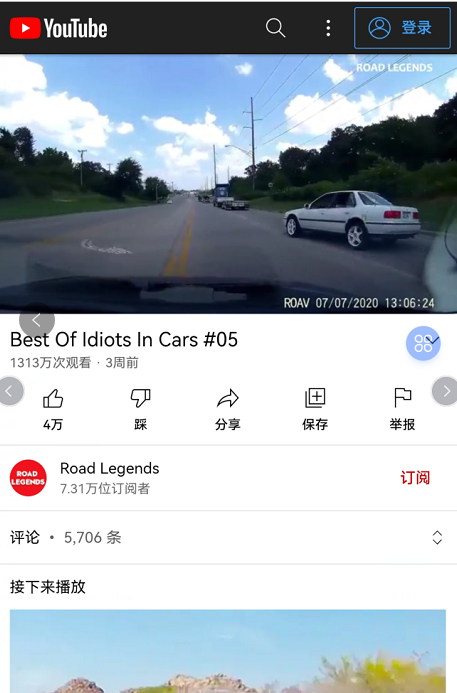 YouTube
登录
ROAD LEGENDS
ROAV 07/07/2020 13:06:24
Best Of Idiots In Cars #05
1313万次观看 · 3周前
4万 踩 分享 保存 举报
ROAD LEGENDS
Road Legends
7.31万位订阅者
订阅
评论 • 5,706 条
接下来播放